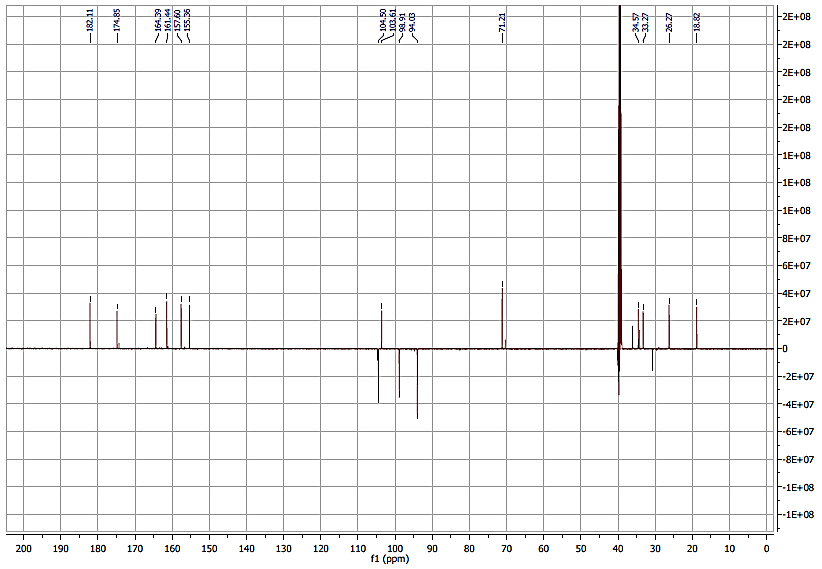 182.11
174.85
164.39
161.44
157.60
155.36
104.50
103.61
98.91
94.03
71.21
34.57
33.27
26.27
18.82
2E+08
2E+08
2E+08
2E+08
2E+08
1E+08
1E+08
1E+08
8E+07
6E+07
4E+07
2E+07
0
-2E+07
-4E+07
-6E+07
-8E+07
-1E+08
-1E+08
200 190 180 170 160 150 140 130 120 110 100 90 80 70 60 50 40 30 20 10 0
f1 (ppm)